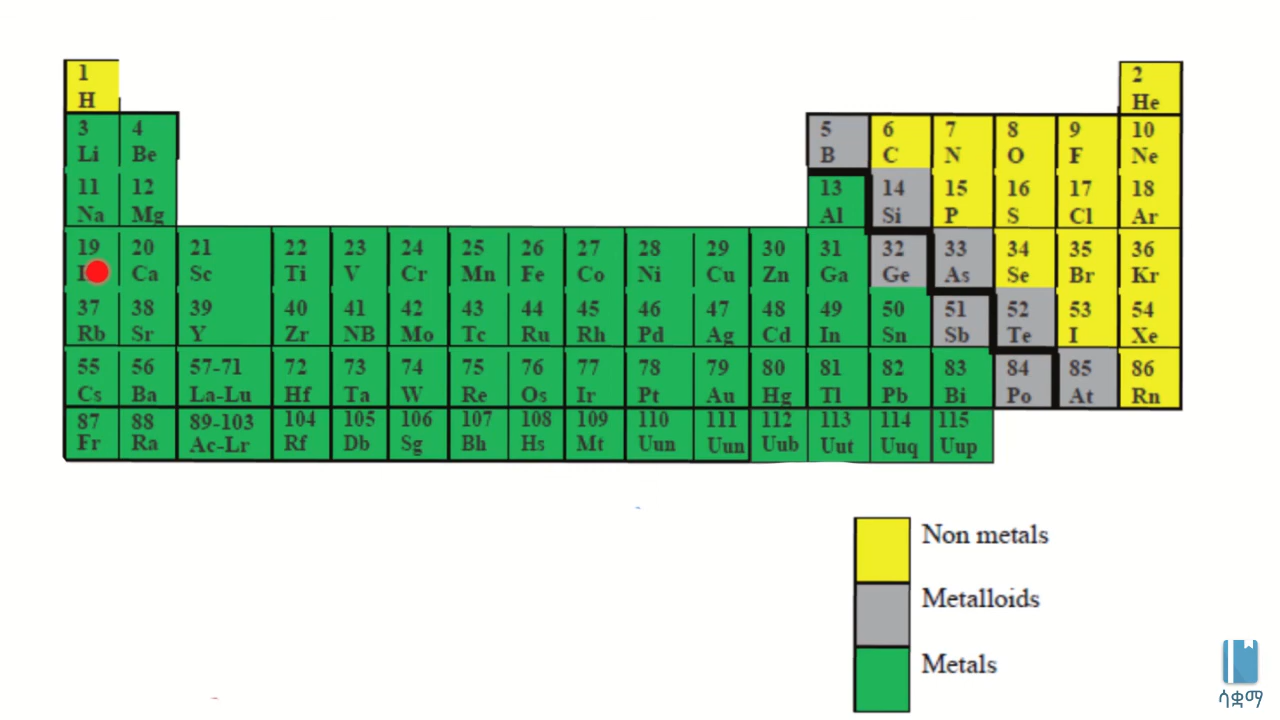 1 2
H He
3 4 5 6 7 8 9 10
Li Be B C N O F Ne
11 12 13 14 15 16 17 18
Na Mg Al Si P S Cl Ar
19 20 21 22 23 24 25 26 27 28 29 30 31 32 33 34 35 36
Ca Sc Ti V Cr Mn Fe Co Ni Cu Zn Ga Ge As Se Br Kr
37 38 39 40 41 42 43 44 45 46 47 48 49 50 51 52 53 54
Rb Sr Y Zr NB Mo Tc Ru Rh Pd Ag Cd In Sn Sb Te I Xe
55 56 57-71 72 73 74 75 76 77 78 79 80 81 82 83 84 85 86
Cs Ba La-Lu Hf Ta W Re Os Ir Pt Au Hg Tl Pb Bi Po At Rn
87 88 89-103 104 105 106 107 108 109 110 111 112 113 114 115
Fr Ra Ac-Lr Rf Db Sg Bh Hs Mt Uun Uun Uub Uut Uuq Uup
Non metals
Metalloids
Metals
ሳቋማ